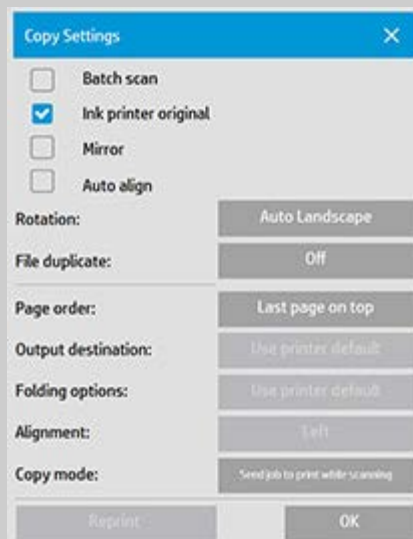 Copy Settings
Batch scan
Ink printer original
Mirror
Auto align
Rotation: Auto Landscape
File duplicate: Off
Page order: Last page on top
Output destination: Use printer default
Folding options: Use printer default
Alignment: Left
Copy mode: Send job to print while scanning
Reprint OK